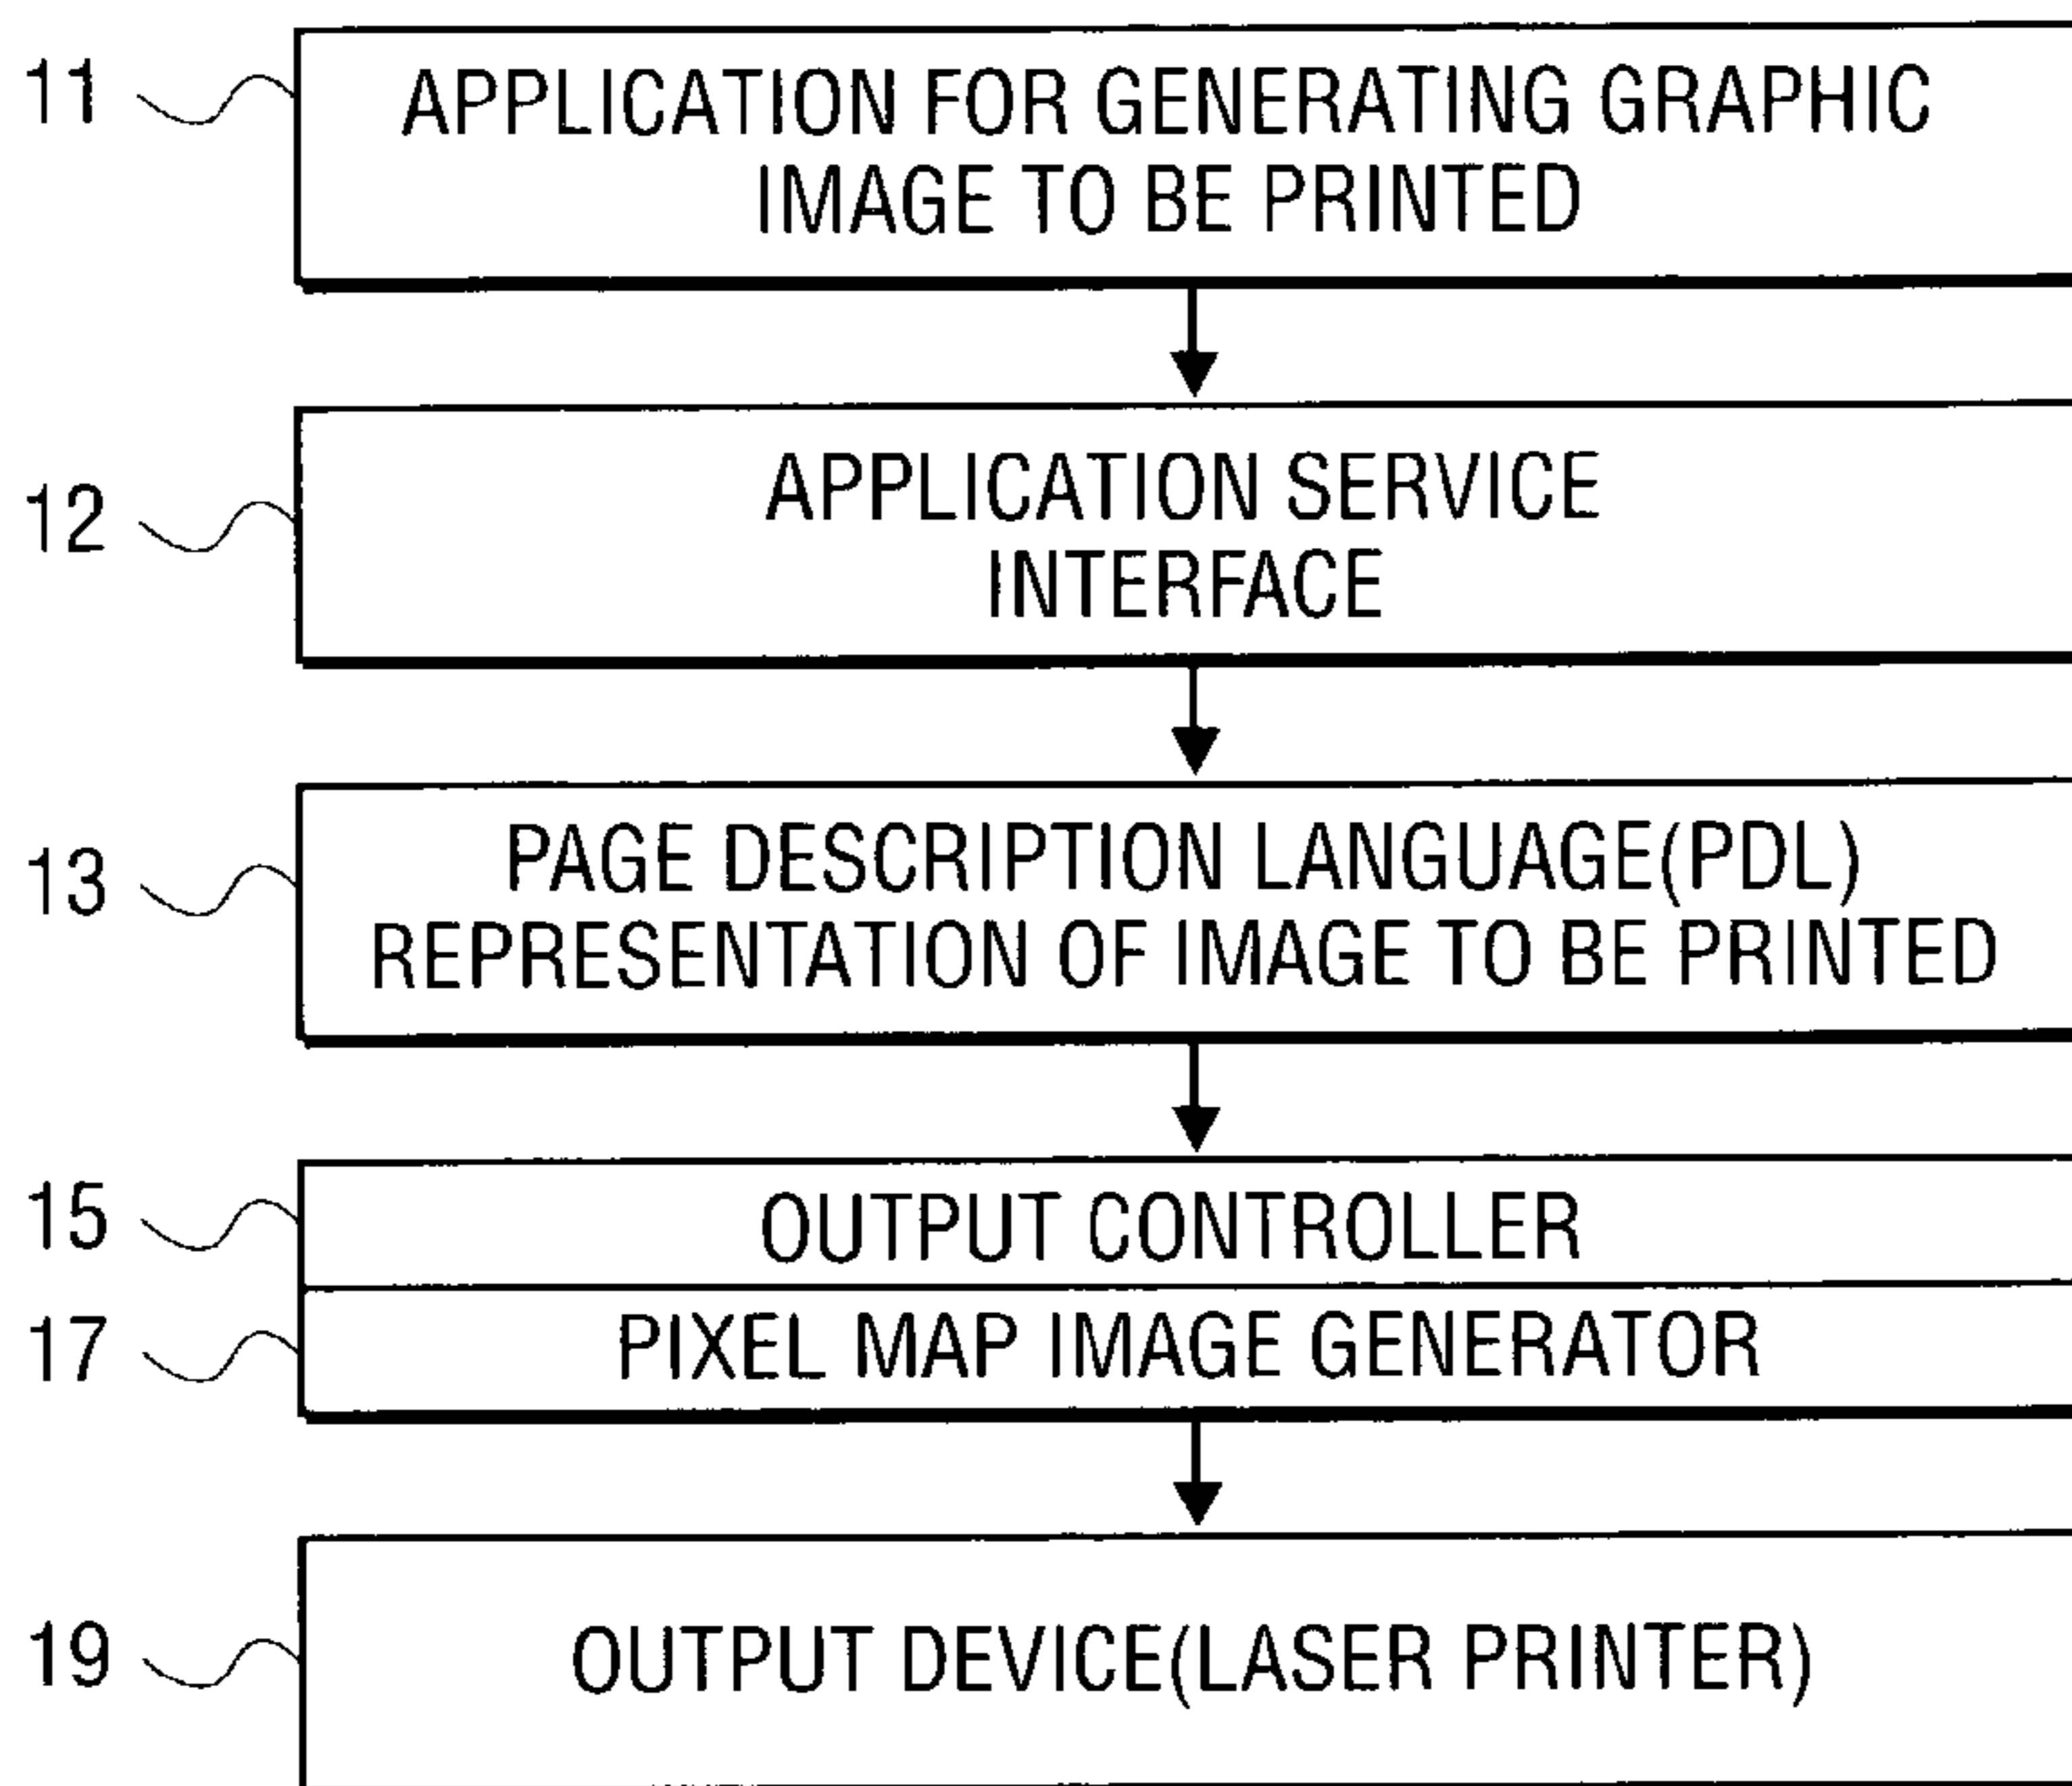 11
APPLICATION FOR GENERATING GRAPHIC
IMAGE TO BE PRINTED
12
APPLICATION SERVICE
INTERFACE
13
PAGE DESCRIPTION LANGUAGE(PDL)
REPRESENTATION OF IMAGE TO BE PRINTED
15
OUTPUT CONTROLLER
17
PIXEL MAP IMAGE GENERATOR
19
OUTPUT DEVICE(LASER PRINTER)